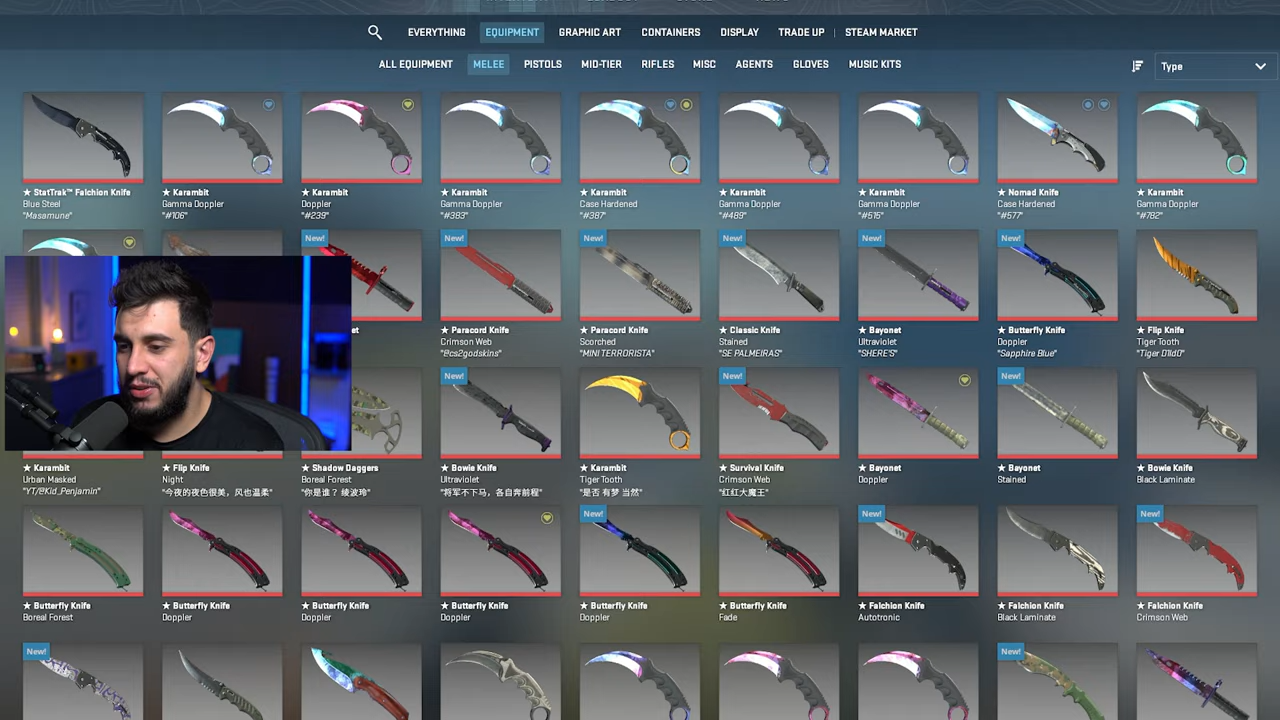 EVERYTHING EQUIPMENT GRAPHIC ART CONTAINERS DISPLAY TRADE UP STEAM MARKET
ALL EQUIPMENT MELEE PISTOLS MID-TIER RIFLES MISC AGENTS GLOVES MUSIC KITS Type
★ StatTrak™ Falchion Knife ★ Karambit ★ Karambit ★ Karambit ★ Karambit ★ Karambit ★ Karambit ★ Nomad Knife ★ Karambit
Blue Steel Gamma Doppler Doppler Gamma Doppler Case Hardened Gamma Doppler Gamma Doppler Case Hardened Gamma Doppler
"Masamune" "#106" "#239" "#383" "#387" "#489" "#515" "#577" "#782"
New! New! New! New! New! New!
★ Paracord Knife ★ Paracord Knife ★ Classic Knife ★ Bayonet ★ Butterfly Knife ★ Flip Knife
Crimson Web Scorched Stained Ultraviolet Doppler Tiger Tooth
"@cs2godskins" "MINI TERRORISTA" "SE PALMEIRAS" "SHERE'S" "Sapphire Blue" "Tiger D1ld0"
New! New! New!
★ Karambit ★ Flip Knife ★ Shadow Daggers ★ Bowie Knife ★ Karambit ★ Survival Knife ★ Bayonet ★ Bayonet ★ Bowie Knife
Urban Masked Night Boreal Forest Ultraviolet Tiger Tooth Crimson Web Doppler Stained Black Laminate
"YT/@Kid_Penjamin" "今夜的夜色很美，风也温柔" "你是谁？绫波玲" "将军不下马，各自奔前程" "是否 有梦 当然" "红红大魔王"
New! New! New!
★ Butterfly Knife ★ Butterfly Knife ★ Butterfly Knife ★ Butterfly Knife ★ Butterfly Knife ★ Butterfly Knife ★ Falchion Knife ★ Falchion Knife ★ Falchion Knife
Boreal Forest Doppler Doppler Doppler Doppler Fade Autotronic Black Laminate Crimson Web
New! New!